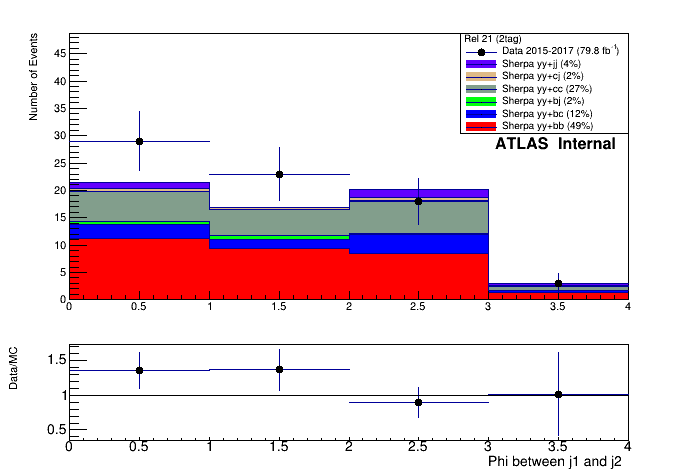 Number of Events
45
40
35
30
25
20
15
10
5
0
0 0.5 1 1.5 2 2.5 3 3.5 4
Rel 21 (2tag)
Data 2015-2017 (79.8 fb⁻¹)
Sherpa yy+jj (4%)
Sherpa yy+cj (2%)
Sherpa yy+cc (27%)
Sherpa yy+bj (2%)
Sherpa yy+bc (12%)
Sherpa yy+bb (49%)
ATLAS Internal
Data/MC
1.5
1
0.5
0 0.5 1 1.5 2 2.5 3 3.5 4
Phi between j1 and j2